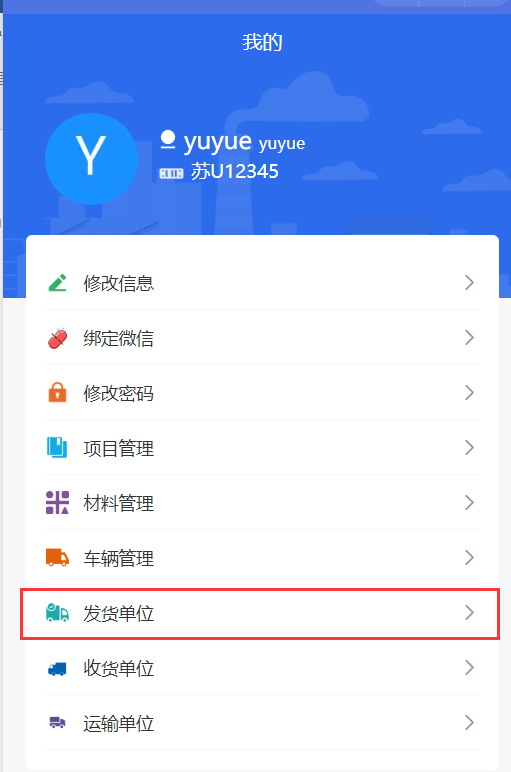 我的
Y
yuyue yuyue
苏U12345
修改信息
绑定微信
修改密码
项目管理
材料管理
车辆管理
发货单位
收货单位
运输单位